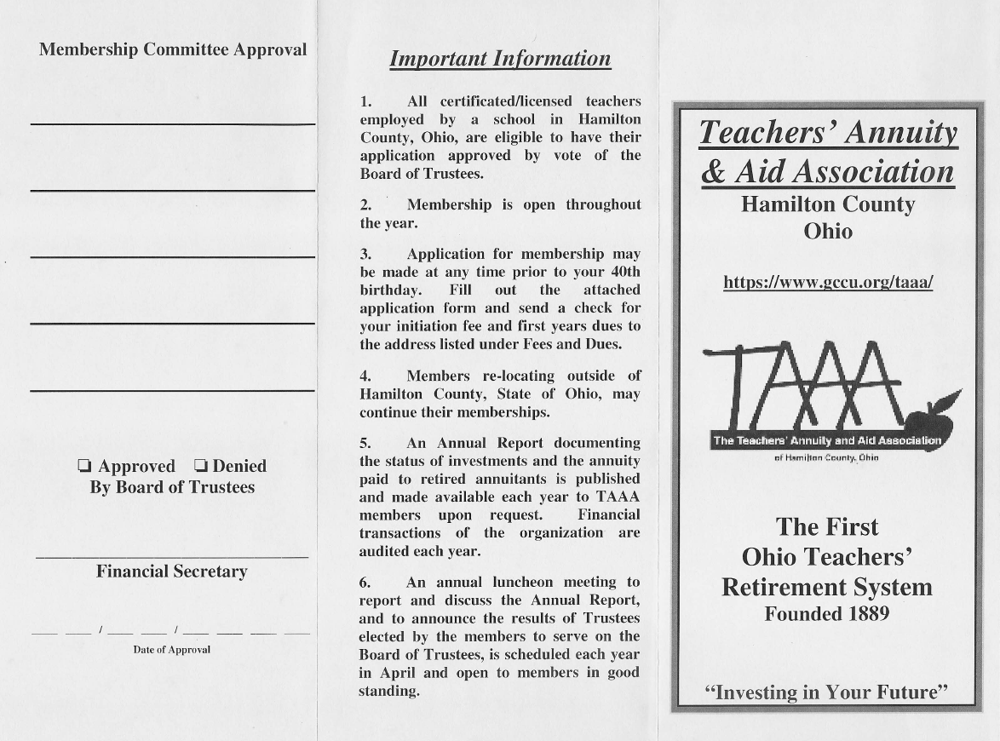 Membership Committee Approval
❏ Approved ❏ Denied
By Board of Trustees
Financial Secretary
___ ___ / ___ ___ / ___ ___ ___ ___
Date of Approval
Important Information
1. All certificated/licensed teachers
employed by a school in Hamilton
County, Ohio, are eligible to have their
application approved by vote of the
Board of Trustees.
2. Membership is open throughout
the year.
3. Application for membership may
be made at any time prior to your 40th
birthday. Fill out the attached
application form and send a check for
your initiation fee and first years dues to
the address listed under Fees and Dues.
4. Members re-locating outside of
Hamilton County, State of Ohio, may
continue their memberships.
5. An Annual Report documenting
the status of investments and the annuity
paid to retired annuitants is published
and made available each year to TAAA
members upon request. Financial
transactions of the organization are
audited each year.
6. An annual luncheon meeting to
report and discuss the Annual Report,
and to announce the results of Trustees
elected by the members to serve on the
Board of Trustees, is scheduled each year
in April and open to members in good
standing.
Teachers' Annuity
& Aid Association
Hamilton County
Ohio
https://www.gccu.org/taaa/
TAAA
The Teachers' Annuity and Aid Association
of Hamilton County, Ohio
The First
Ohio Teachers'
Retirement System
Founded 1889
“Investing in Your Future”